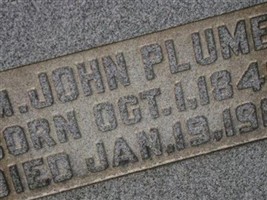 M. JOHN PLUME
BORN OCT. 1, 184
DIED JAN. 19, 19